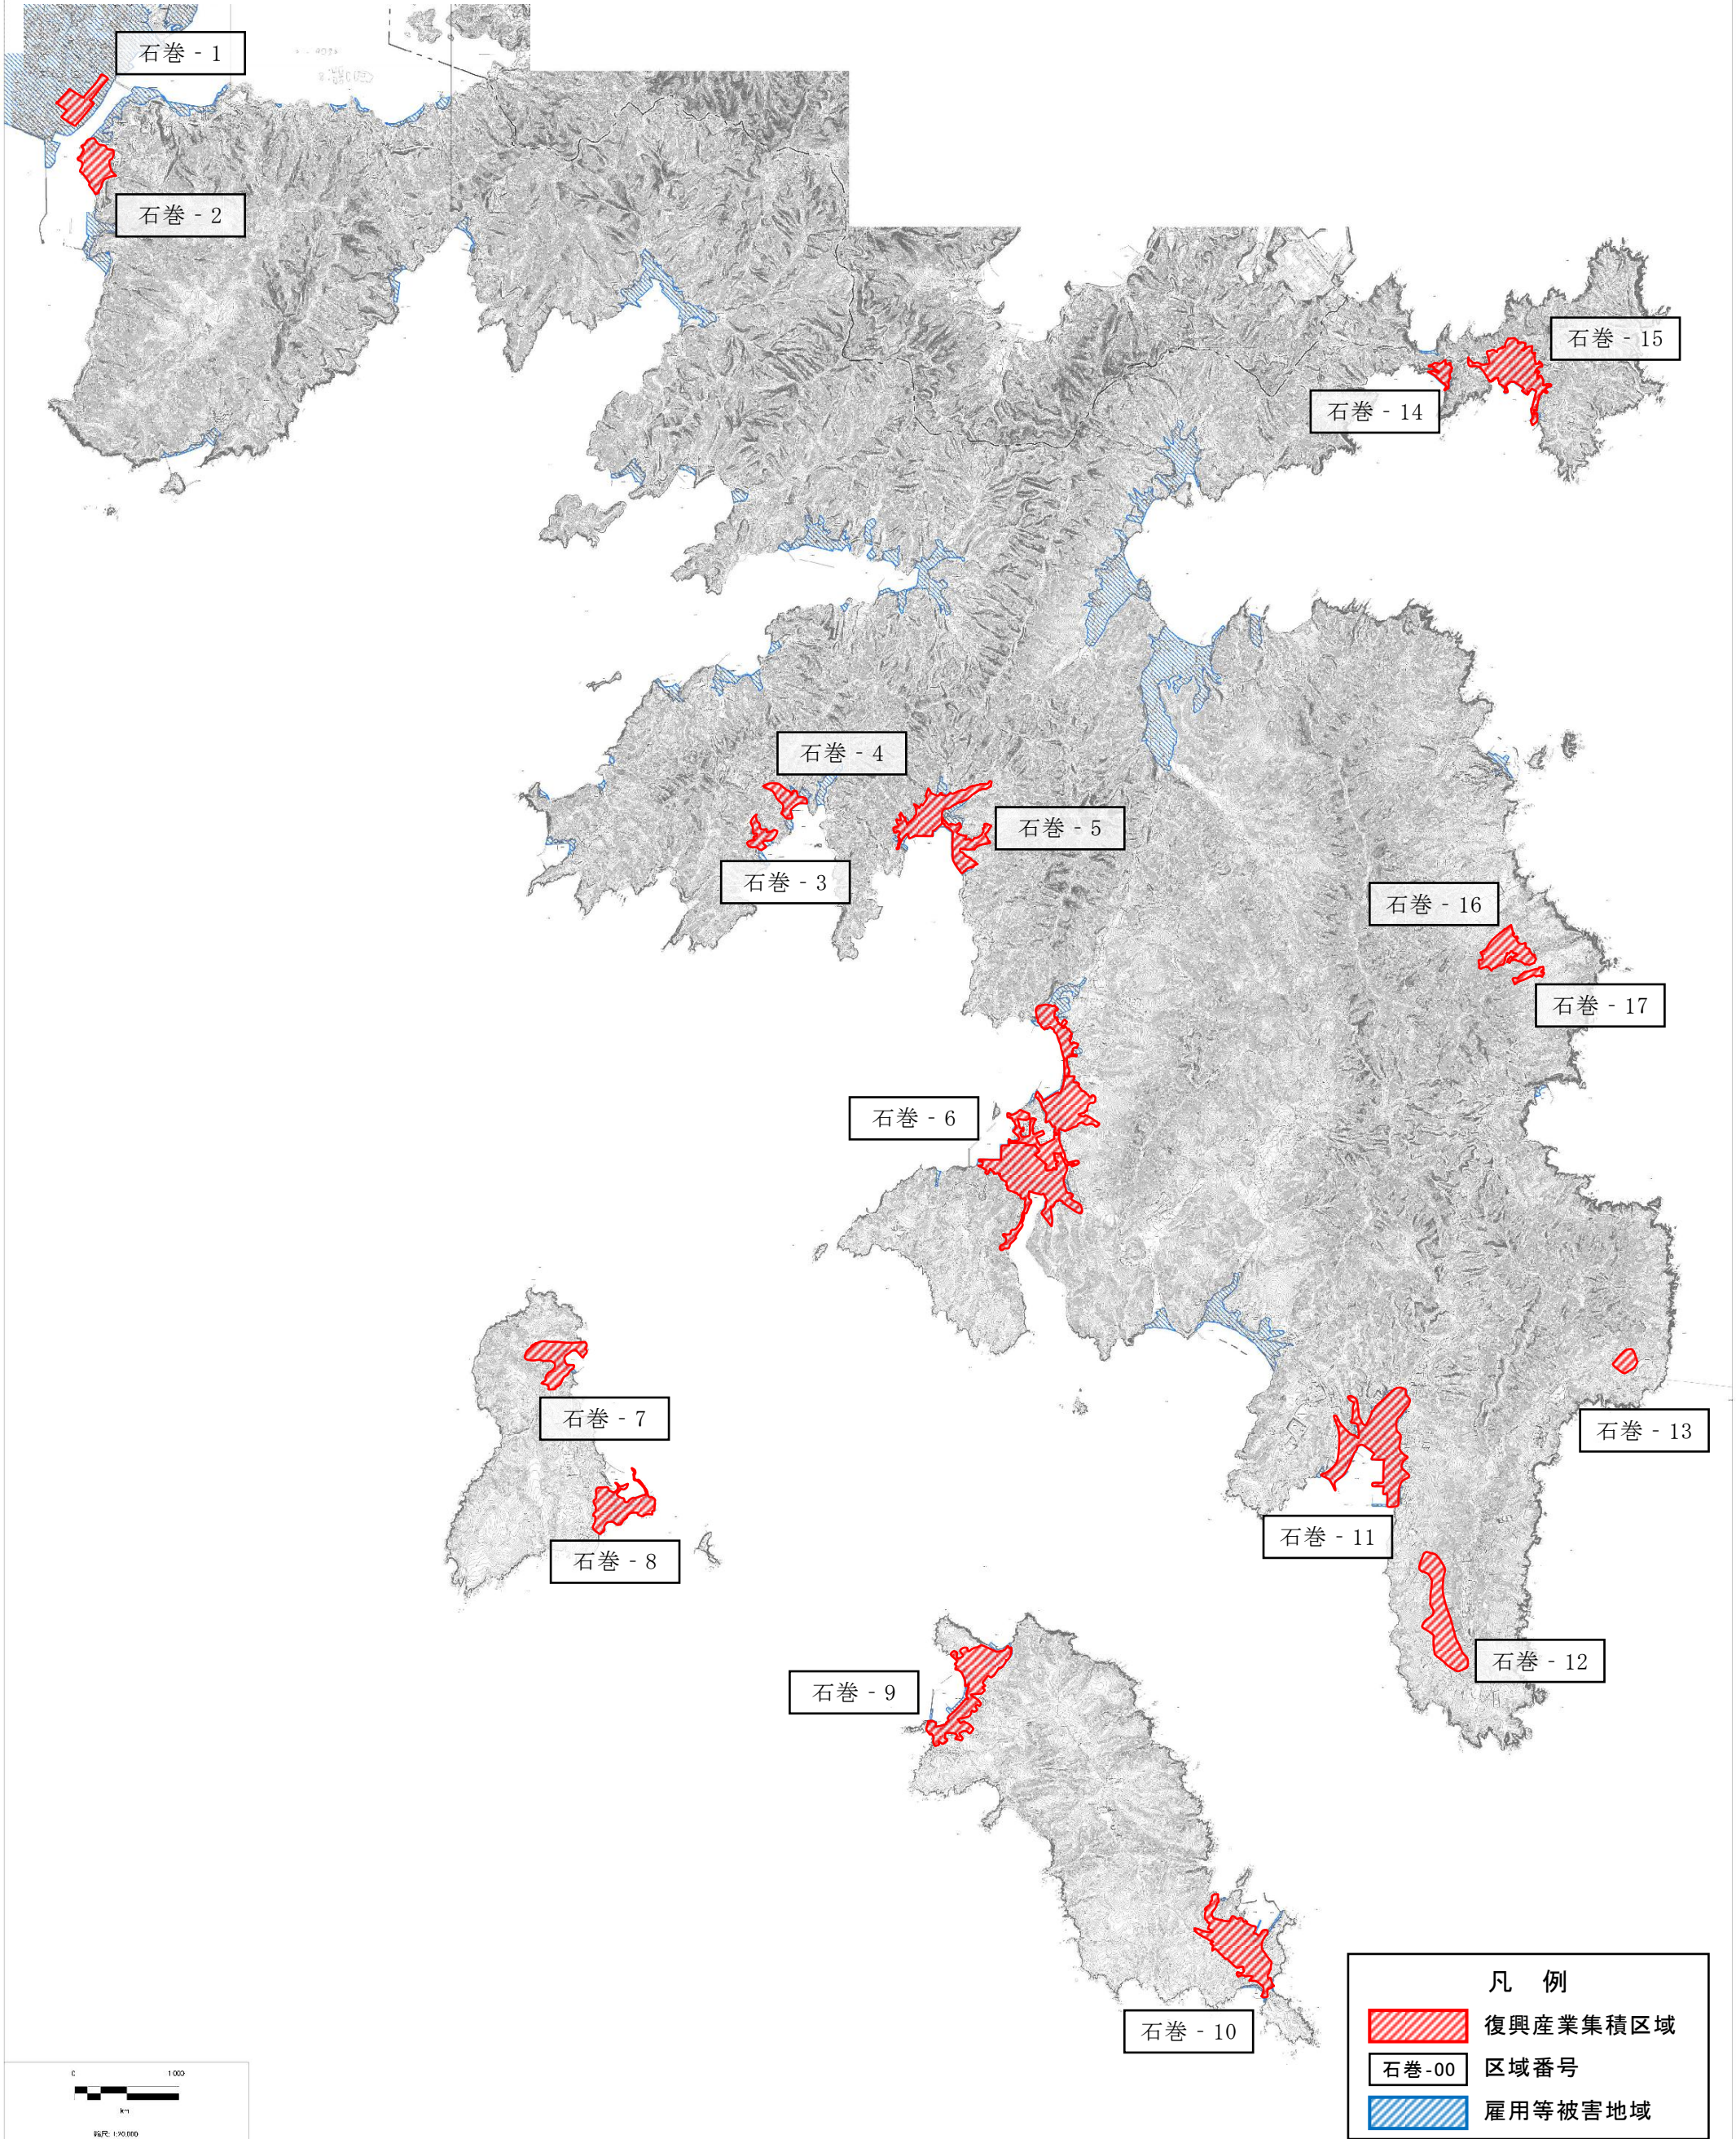 石巻 - 1
石巻 - 2
石巻 - 15
石巻 - 14
石巻 - 4
石巻 - 5
石巻 - 3
石巻 - 16
石巻 - 17
石巻 - 6
石巻 - 7
石巻 - 13
石巻 - 11
石巻 - 8
石巻 - 12
石巻 - 9
石巻 - 10
凡 例
復興産業集積区域
石巻-00 区域番号
雇用等被害地域
0 1000